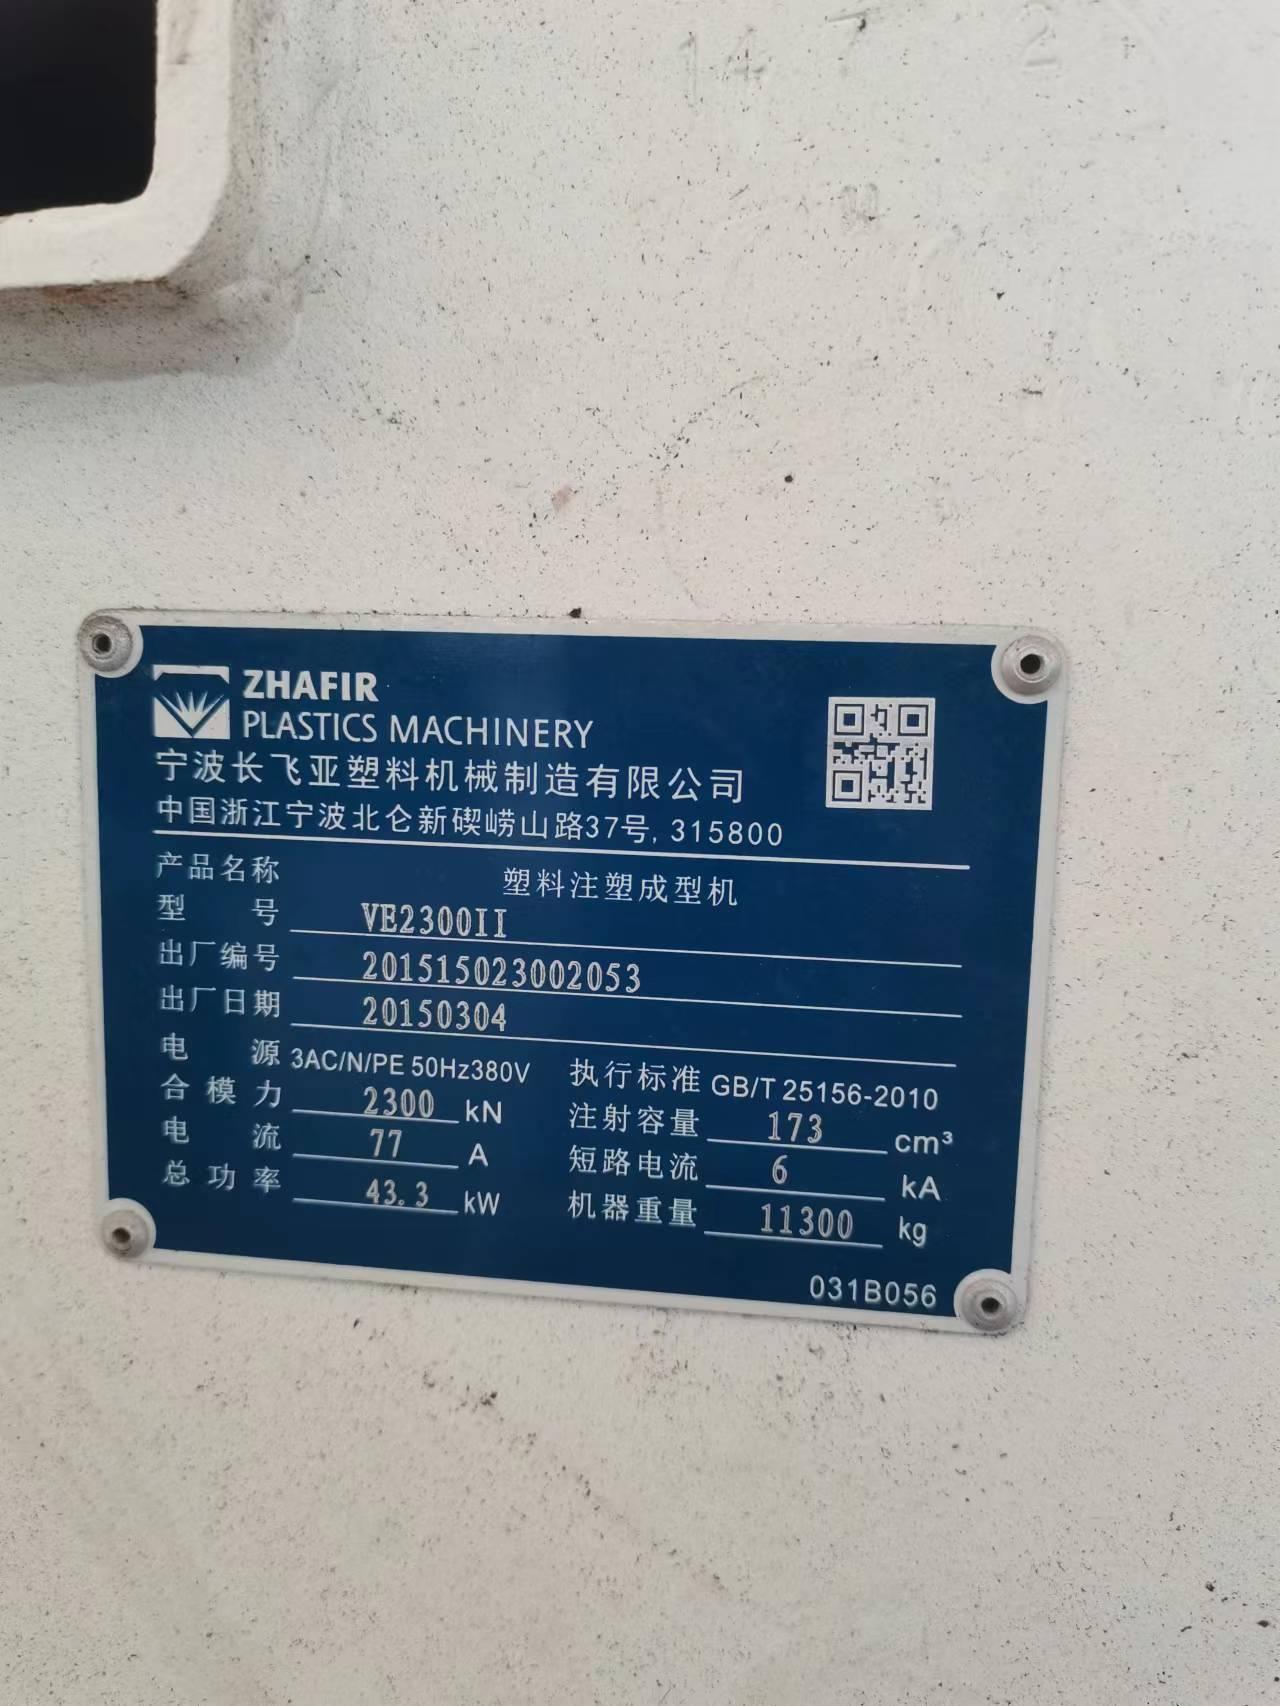 14 7 2
ZHAFIR
PLASTICS MACHINERY
宁波长飞亚塑料机械制造有限公司
中国浙江宁波北仑新碶崂山路37号, 315800
产品名称 塑料注塑成型机
型 号 VE2300II
出厂编号 201515023002053
出厂日期 20150304
电 源 3AC/N/PE 50Hz380V 执行标准 GB/T 25156-2010
合模力 2300 kN 注射容量 173 cm³
电 流 77 A 短路电流 6 kA
总功率 43.3 kW 机器重量 11300 kg
031B056